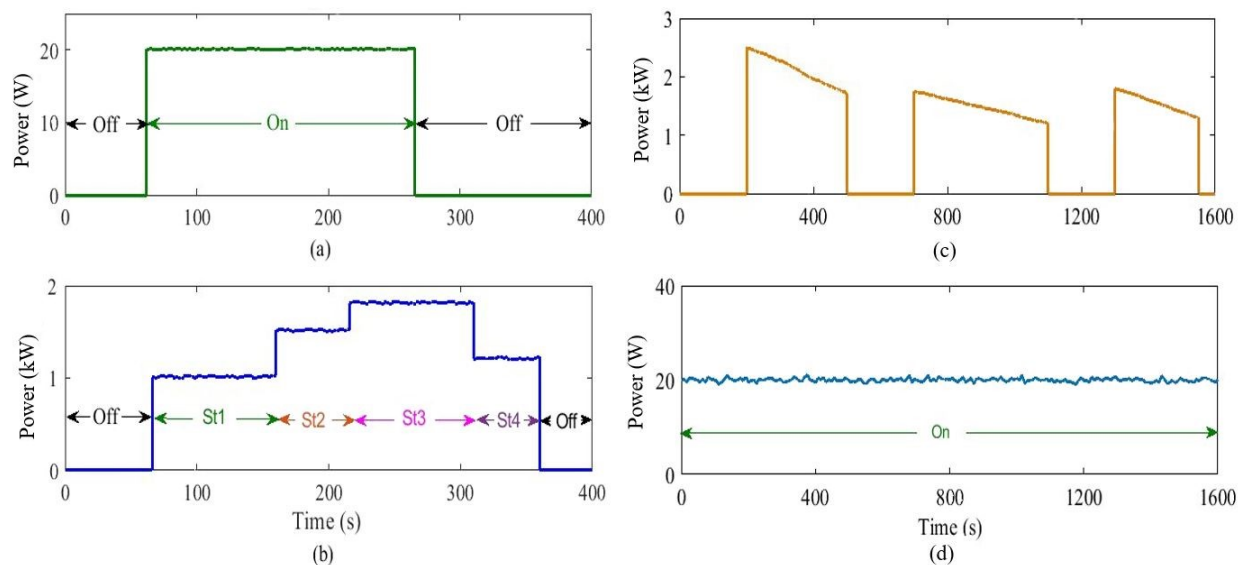 Power (W)
20
10
0
Off
On
Off
0 100 200 300 400
(a)
Power (kW)
3
2
1
0
0 400 800 1200 1600
(c)
Power (kW)
2
1
0
Off
St1
St2
St3
St4
Off
0 100 200 300 400
Time (s)
(b)
Power (W)
40
20
0
On
0 400 800 1200 1600
Time (s)
(d)